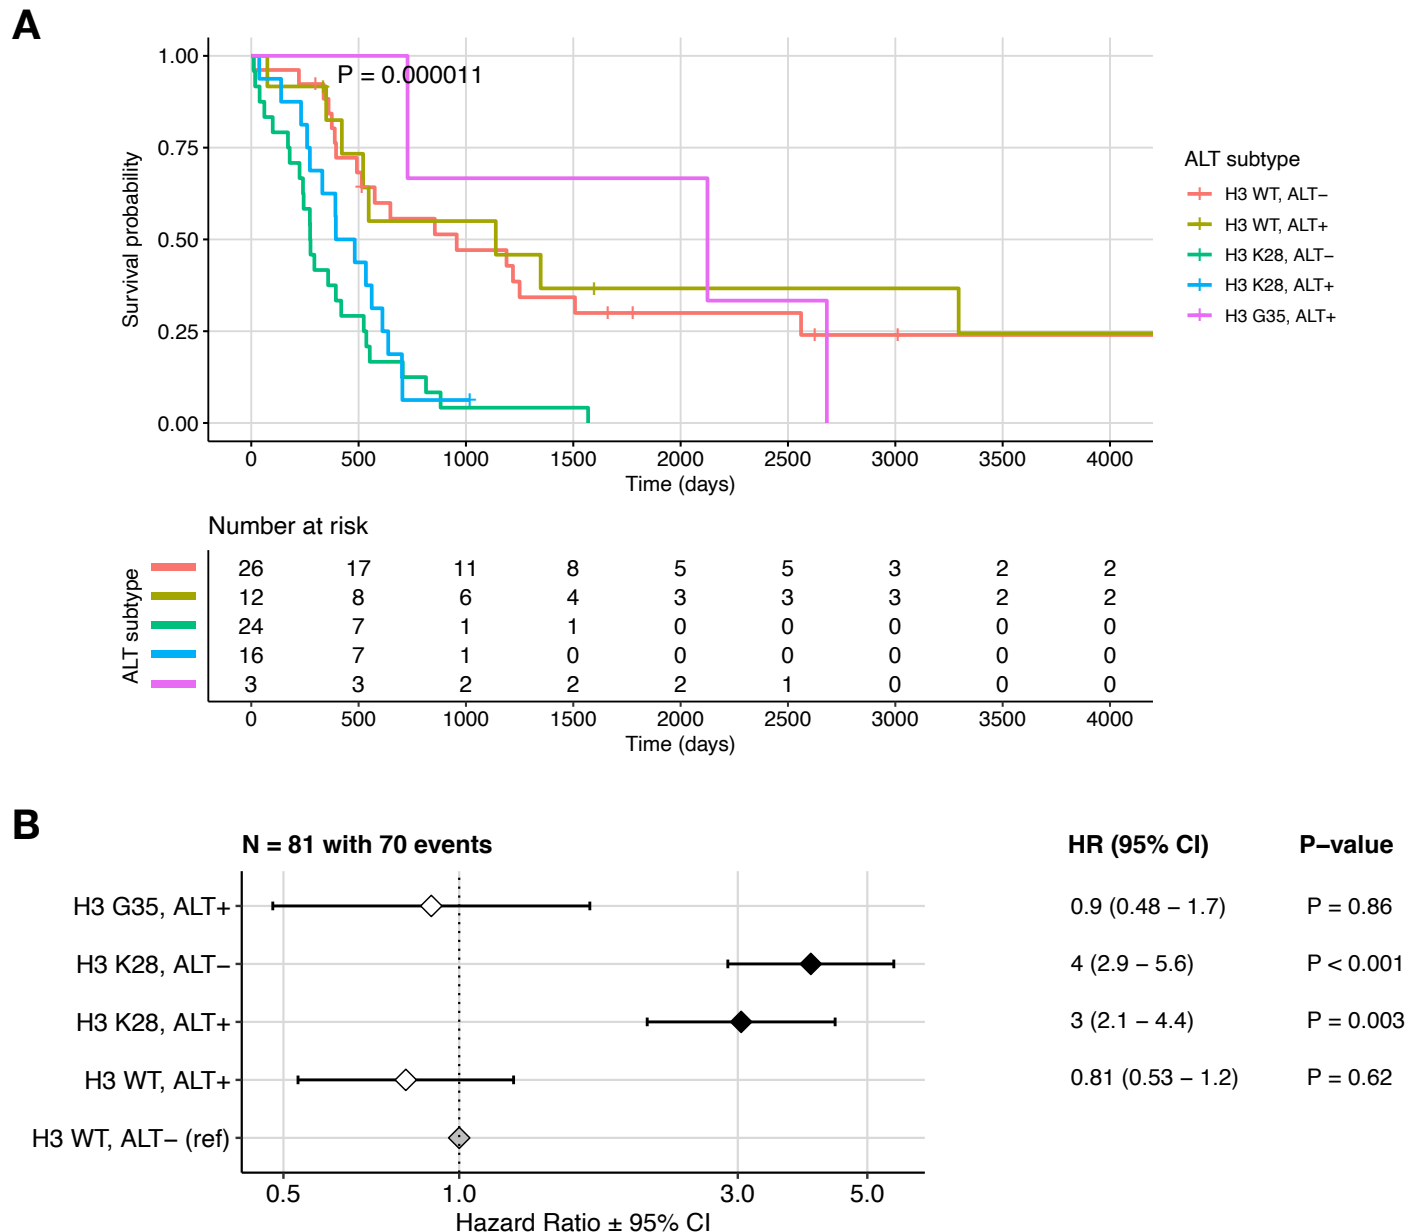 A
P = 0.000011
1.00
0.75
0.50
0.25
0.00
Survival probability
0 500 1000 1500 2000 2500 3000 3500 4000
Time (days)
ALT subtype
H3 WT, ALT−
H3 WT, ALT+
H3 K28, ALT−
H3 K28, ALT+
H3 G35, ALT+
Number at risk
ALT subtype
26 17 11 8 5 5 3 2 2
12 8 6 4 3 3 3 2 2
24 7 1 1 0 0 0 0 0
16 7 1 0 0 0 0 0 0
3 3 2 2 2 1 0 0 0
0 500 1000 1500 2000 2500 3000 3500 4000
Time (days)
B
N = 81 with 70 events HR (95% CI) P−value
H3 G35, ALT+ 0.9 (0.48 − 1.7) P = 0.86
H3 K28, ALT− 4 (2.9 − 5.6) P < 0.001
H3 K28, ALT+ 3 (2.1 − 4.4) P = 0.003
H3 WT, ALT+ 0.81 (0.53 − 1.2) P = 0.62
H3 WT, ALT− (ref)
0.5 1.0 3.0 5.0
Hazard Ratio ± 95% CI